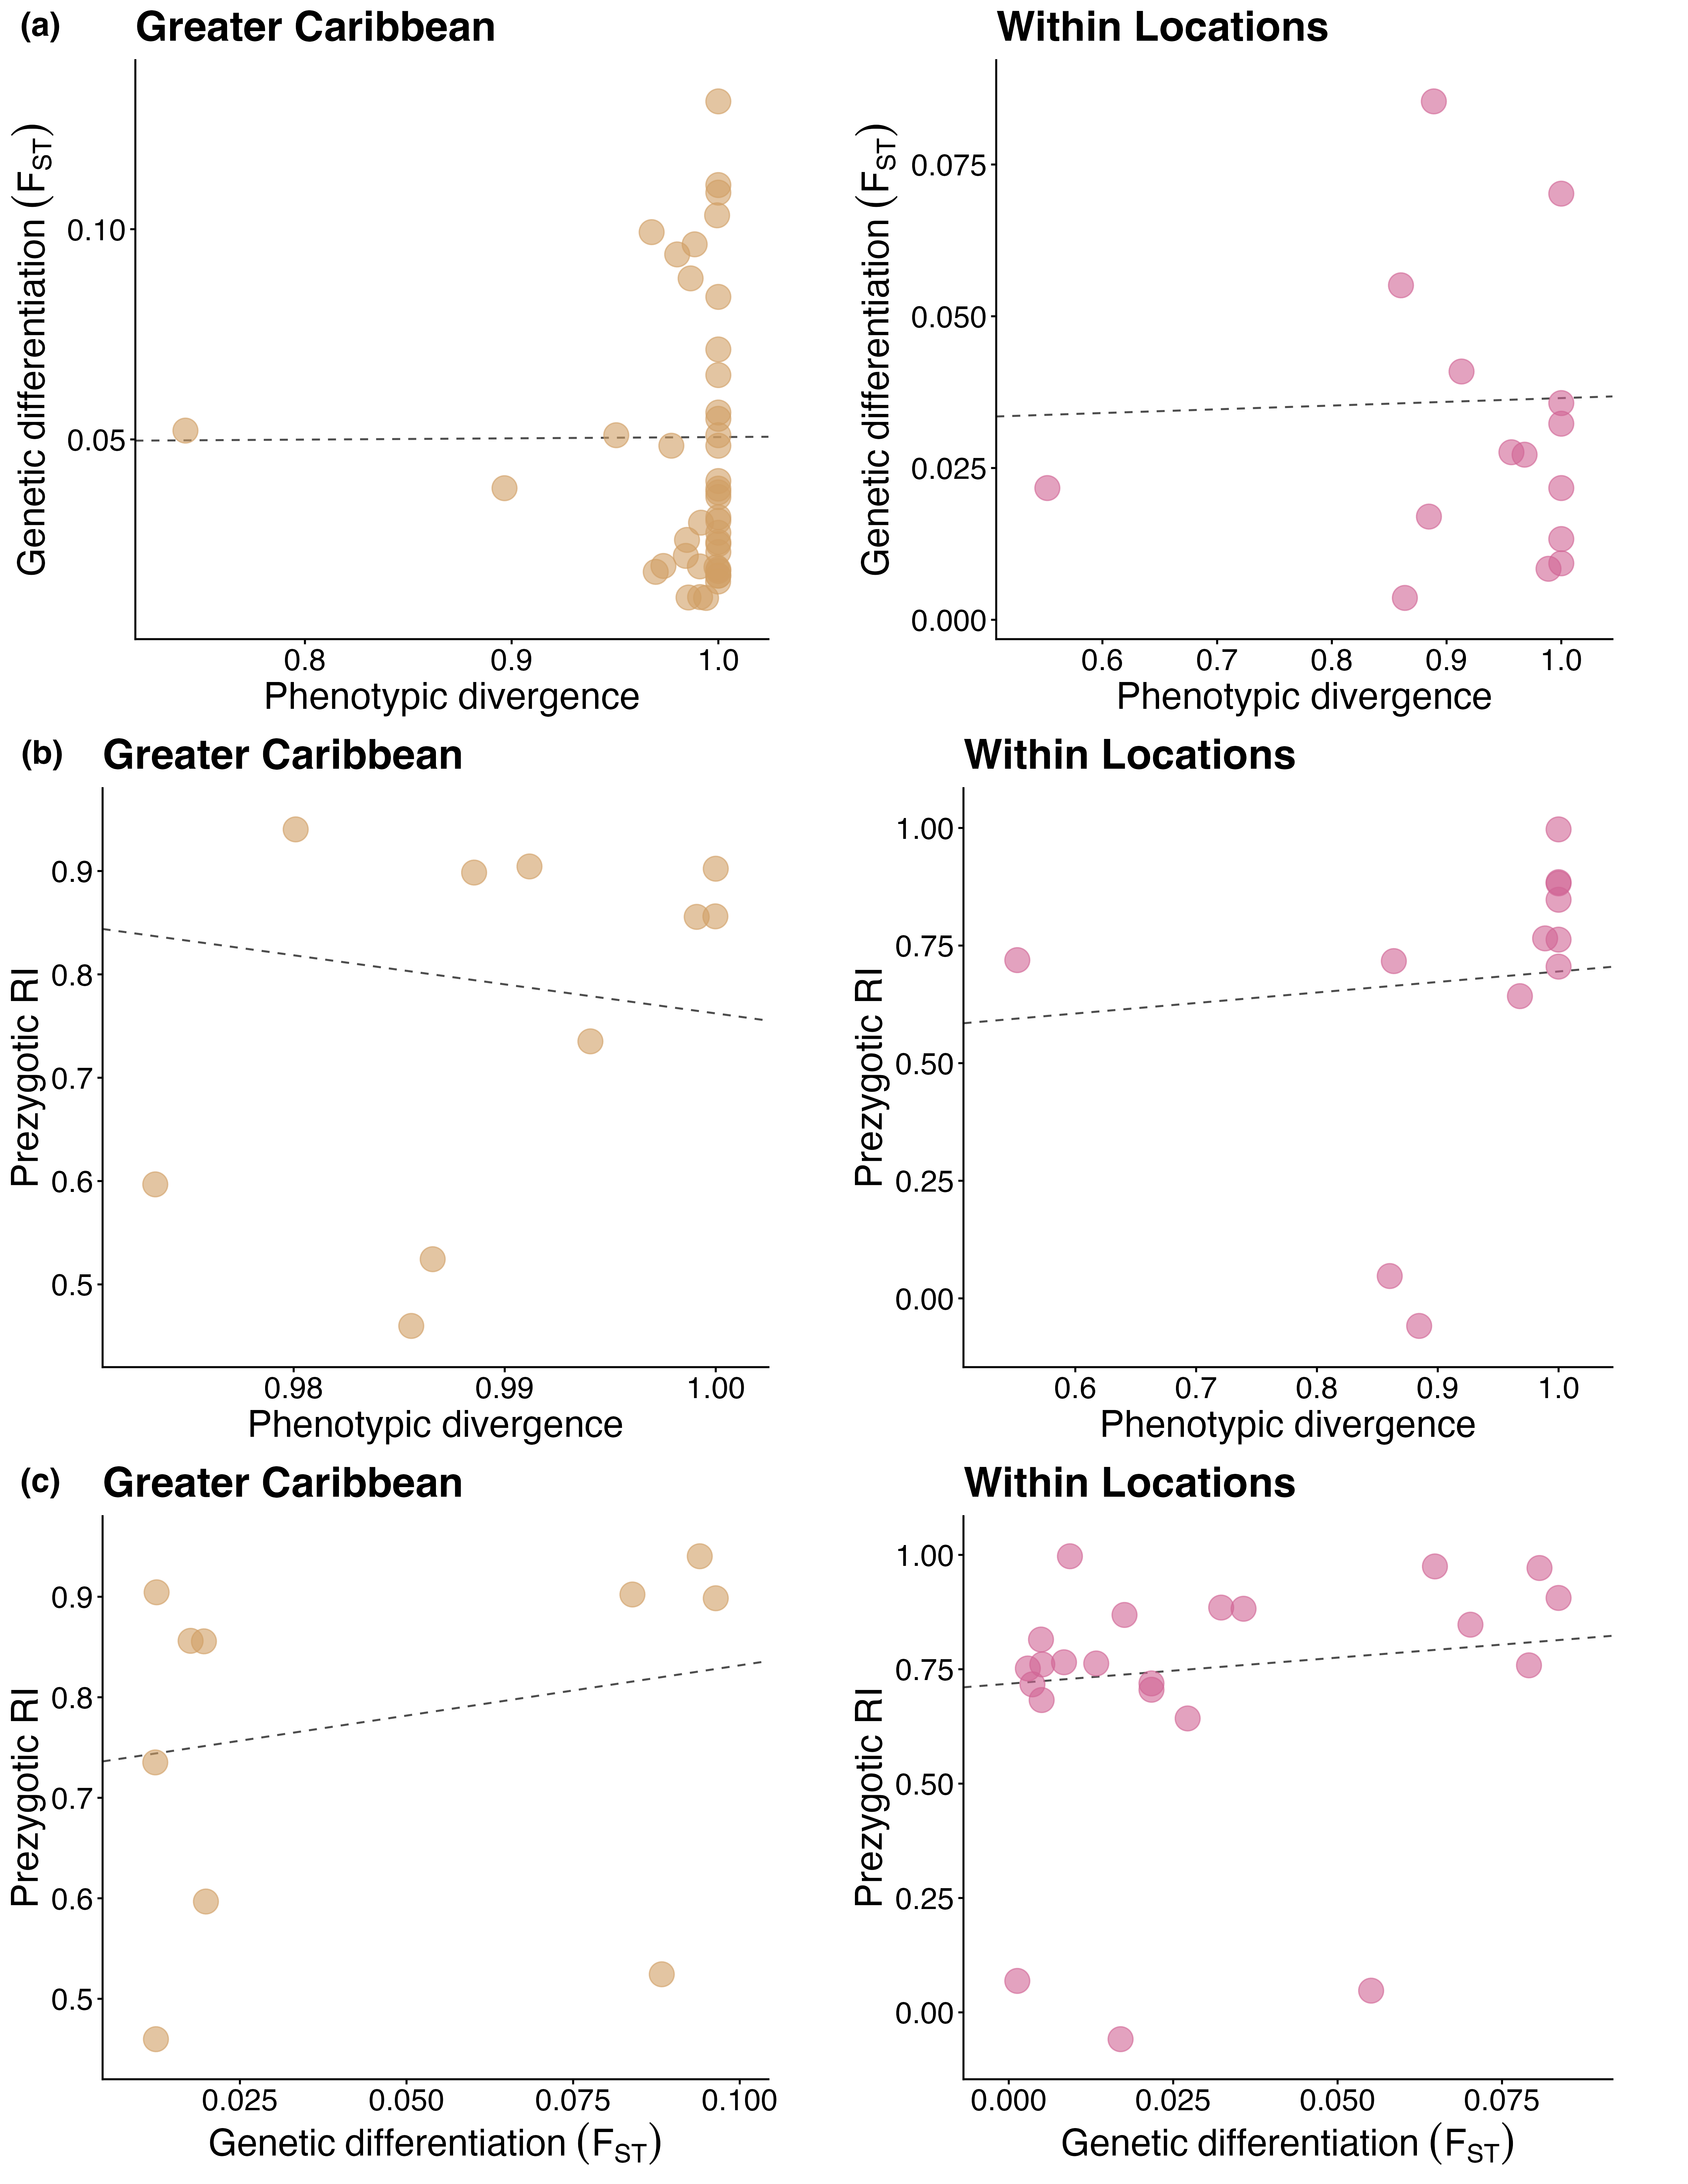 (a) Greater Caribbean Within Locations
Genetic differentiation (FST)
0.10
0.05
0.8 0.9 1.0
Phenotypic divergence
Genetic differentiation (FST)
0.075
0.050
0.025
0.000
0.6 0.7 0.8 0.9 1.0
Phenotypic divergence
(b) Greater Caribbean Within Locations
Prezygotic RI
0.9
0.8
0.7
0.6
0.5
0.98 0.99 1.00
Phenotypic divergence
Prezygotic RI
1.00
0.75
0.50
0.25
0.00
0.6 0.7 0.8 0.9 1.0
Phenotypic divergence
(c) Greater Caribbean Within Locations
Prezygotic RI
0.9
0.8
0.7
0.6
0.5
0.025 0.050 0.075 0.100
Genetic differentiation (FST)
Prezygotic RI
1.00
0.75
0.50
0.25
0.00
0.000 0.025 0.050 0.075
Genetic differentiation (FST)